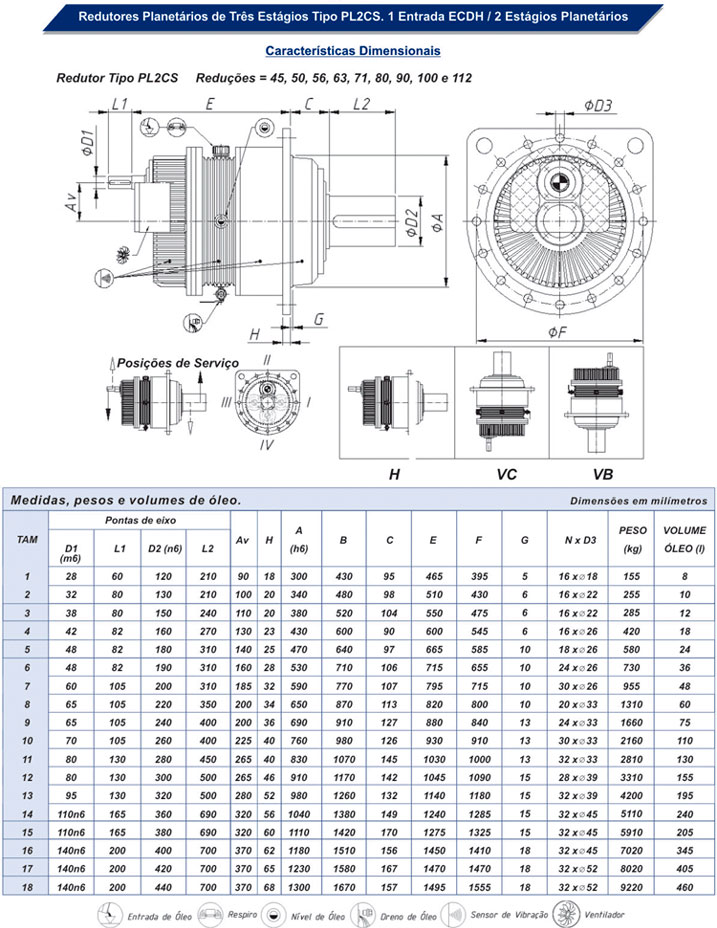 Redutores Planetários de Três Estágios Tipo PL2CS. 1 Entrada ECDH / 2 Estágios Planetários
Características Dimensionais
Redutor Tipo PL2CS Reduções = 45, 50, 56, 63, 71, 80, 90, 100 e 112
L1 E C L2 ΦD3
ΦD1
Av
ΦD2
ΦA
G
H
ΦF
Posições de Serviço
II
III I
IV
H VC VB
Medidas, pesos e volumes de óleo. Dimensões em milímetros
TAM Pontas de eixo Av H A (h6) B C E F G N x D3 PESO (kg) VOLUME ÓLEO (l)
D1 (m6) L1 D2 (n6) L2
1 28 60 120 210 90 18 300 430 95 465 395 5 16 x ∅18 155 8
2 32 80 130 210 100 20 340 480 98 510 430 6 16 x ∅22 255 10
3 38 80 150 240 110 20 380 520 104 550 475 6 16 x ∅22 285 12
4 42 82 160 270 130 23 430 600 90 600 545 6 16 x ∅26 420 18
5 48 82 180 310 140 25 470 640 97 665 585 10 18 x ∅26 580 24
6 48 82 190 310 160 28 530 710 106 715 655 10 24 x ∅26 730 36
7 60 105 200 310 185 32 590 770 107 795 715 10 30 x ∅26 955 48
8 65 105 220 350 200 34 650 870 113 820 800 10 20 x ∅33 1310 60
9 65 105 240 400 200 36 690 910 127 880 840 13 24 x ∅33 1660 75
10 70 105 260 400 225 40 760 980 126 930 910 13 30 x ∅33 2160 110
11 80 130 280 450 265 40 830 1070 145 1030 1000 13 32 x ∅33 2810 130
12 80 130 300 500 265 46 910 1170 142 1045 1090 15 28 x ∅39 3310 155
13 95 130 320 500 280 52 980 1260 132 1140 1180 15 32 x ∅39 4200 195
14 110n6 165 360 690 320 56 1040 1380 149 1240 1285 15 32 x ∅45 5110 240
15 110n6 165 380 690 320 60 1110 1420 170 1275 1325 15 32 x ∅45 5910 205
16 140n6 200 400 700 370 62 1180 1510 156 1450 1410 18 32 x ∅45 7020 345
17 140n6 200 420 700 370 65 1230 1580 167 1470 1470 18 32 x ∅52 8020 405
18 140n6 200 440 700 370 68 1300 1670 157 1495 1555 18 32 x ∅52 9220 460
Entrada de Óleo Respiro Nível de Óleo Dreno de Óleo Sensor de Vibração Ventilador